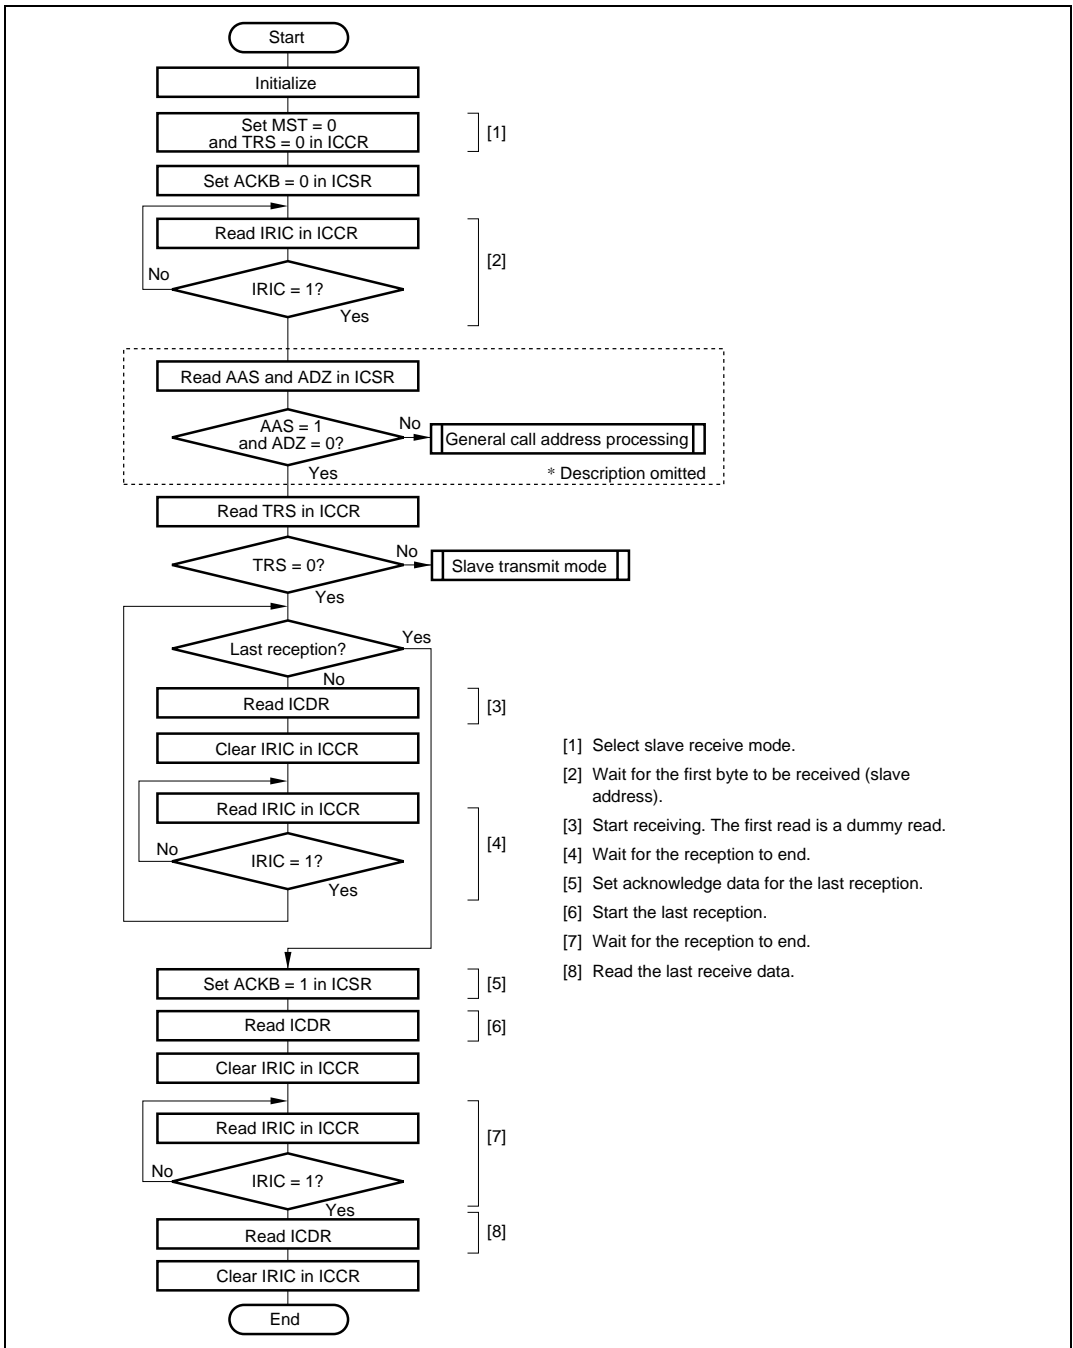 Start
Initialize
Set MST = 0
and TRS = 0 in ICCR
[1]
Set ACKB = 0 in ICSR
Read IRIC in ICCR
[2]
No
IRIC = 1?
Yes
Read AAS and ADZ in ICSR
AAS = 1
and ADZ = 0?
No
General call address processing
Yes
* Description omitted
Read TRS in ICCR
TRS = 0?
No
Slave transmit mode
Yes
Last reception?
Yes
No
Read ICDR
[3]
Clear IRIC in ICCR
Read IRIC in ICCR
[4]
No
IRIC = 1?
Yes
Set ACKB = 1 in ICSR
[5]
Read ICDR
[6]
Clear IRIC in ICCR
Read IRIC in ICCR
[7]
No
IRIC = 1?
Yes
Read ICDR
[8]
Clear IRIC in ICCR
End
[1] Select slave receive mode.
[2] Wait for the first byte to be received (slave
address).
[3] Start receiving. The first read is a dummy read.
[4] Wait for the reception to end.
[5] Set acknowledge data for the last reception.
[6] Start the last reception.
[7] Wait for the reception to end.
[8] Read the last receive data.